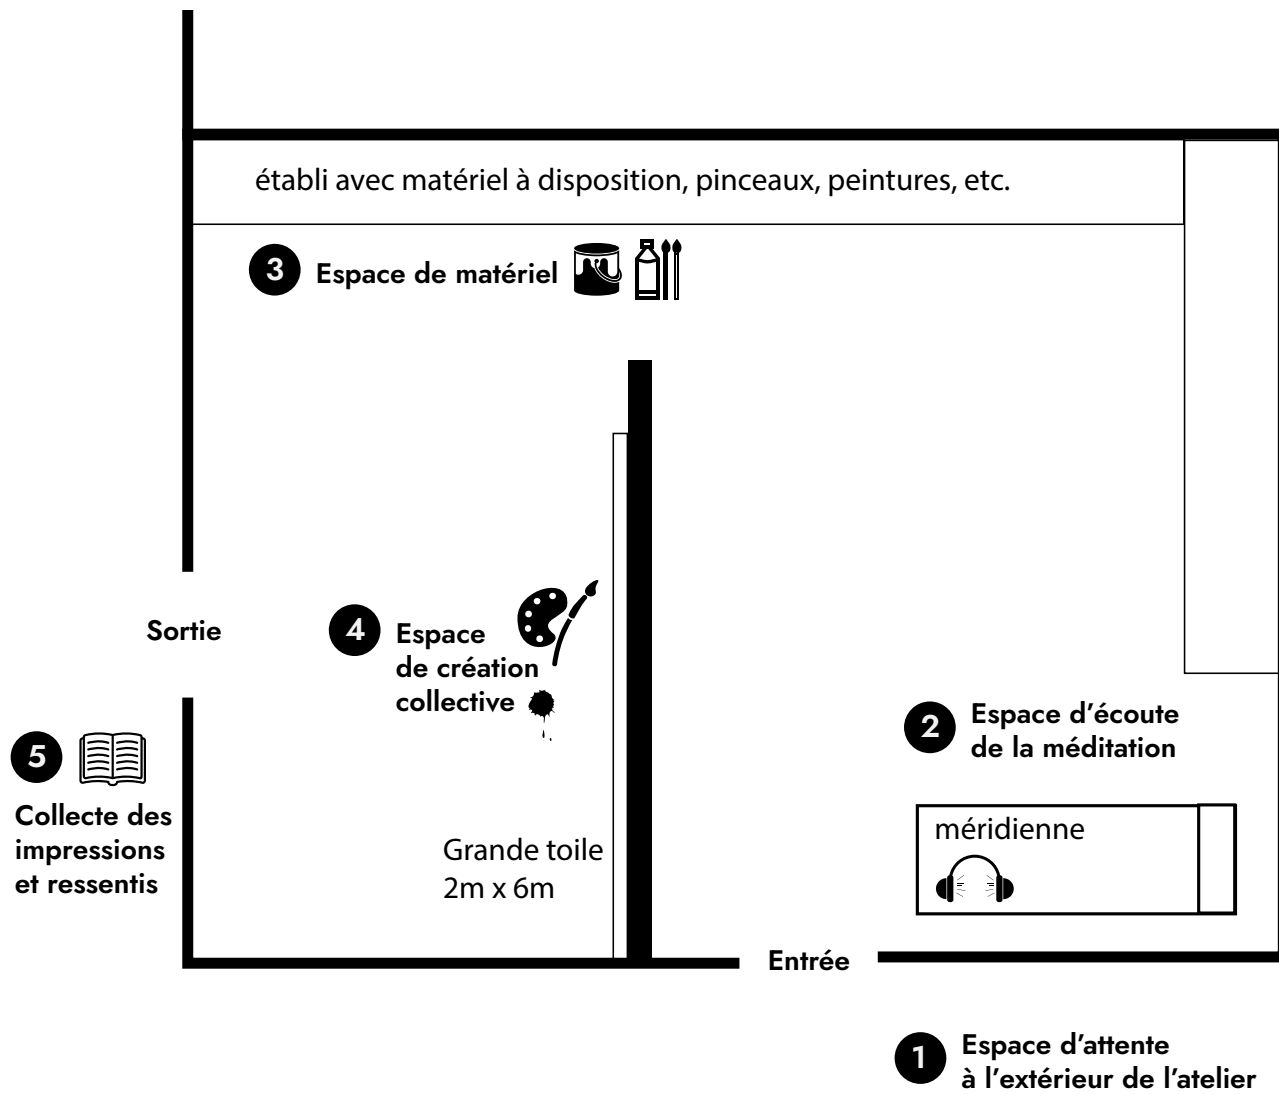 établi avec matériel à disposition, pinceaux, peintures, etc.
3 Espace de matériel
Sortie
4 Espace
de création
collective
2 Espace d’écoute
de la méditation
5
Collecte des
impressions
et ressentis
Grande toile
2m x 6m
méridienne
Entrée
1 Espace d’attente
à l’extérieur de l’atelier